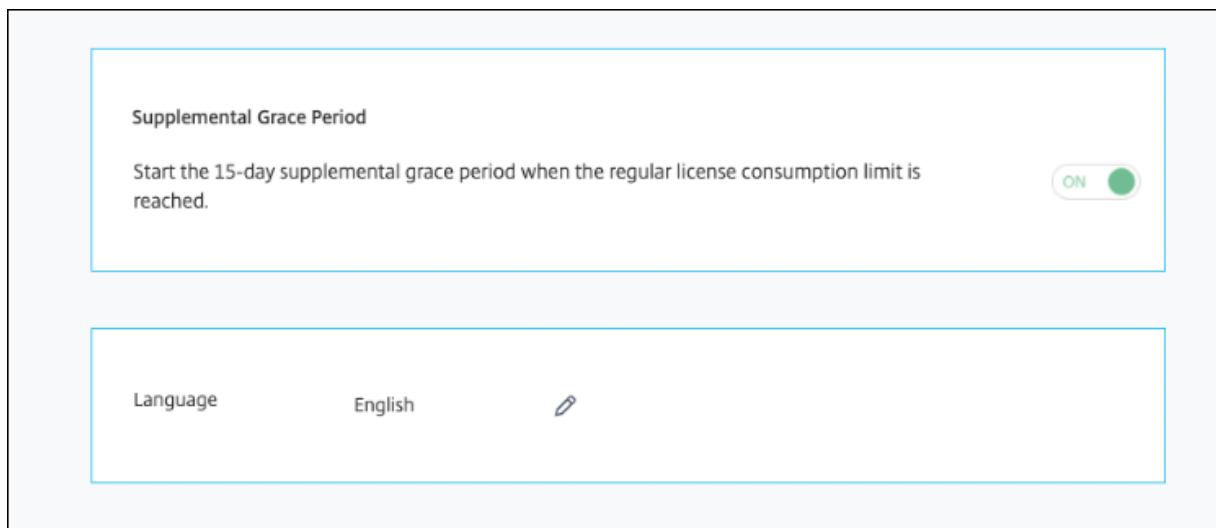 Supplemental Grace Period
Start the 15-day supplemental grace period when the regular license consumption limit is
reached.
ON
Language
English